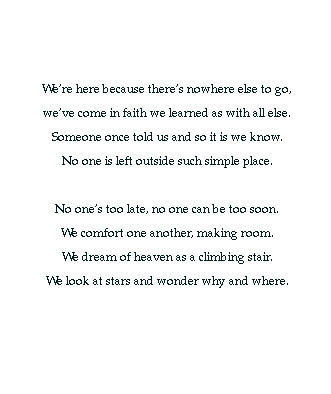 We're here because there's nowhere else to go,
we've come in faith we learned as with all else.
Someone once told us and so it is we know.
No one is left outside such simple place.

No one's too late, no one can be too soon.
We comfort one another, making room.
We dream of heaven as a climbing stair.
We look at stars and wonder why and where.